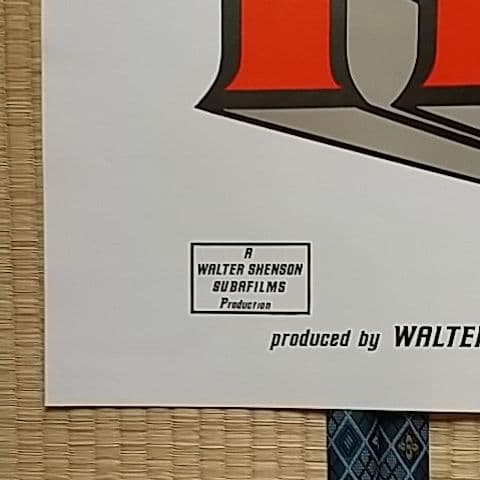 A
WALTER SHENSON
SUBAFILMS
Production
produced by WALTER